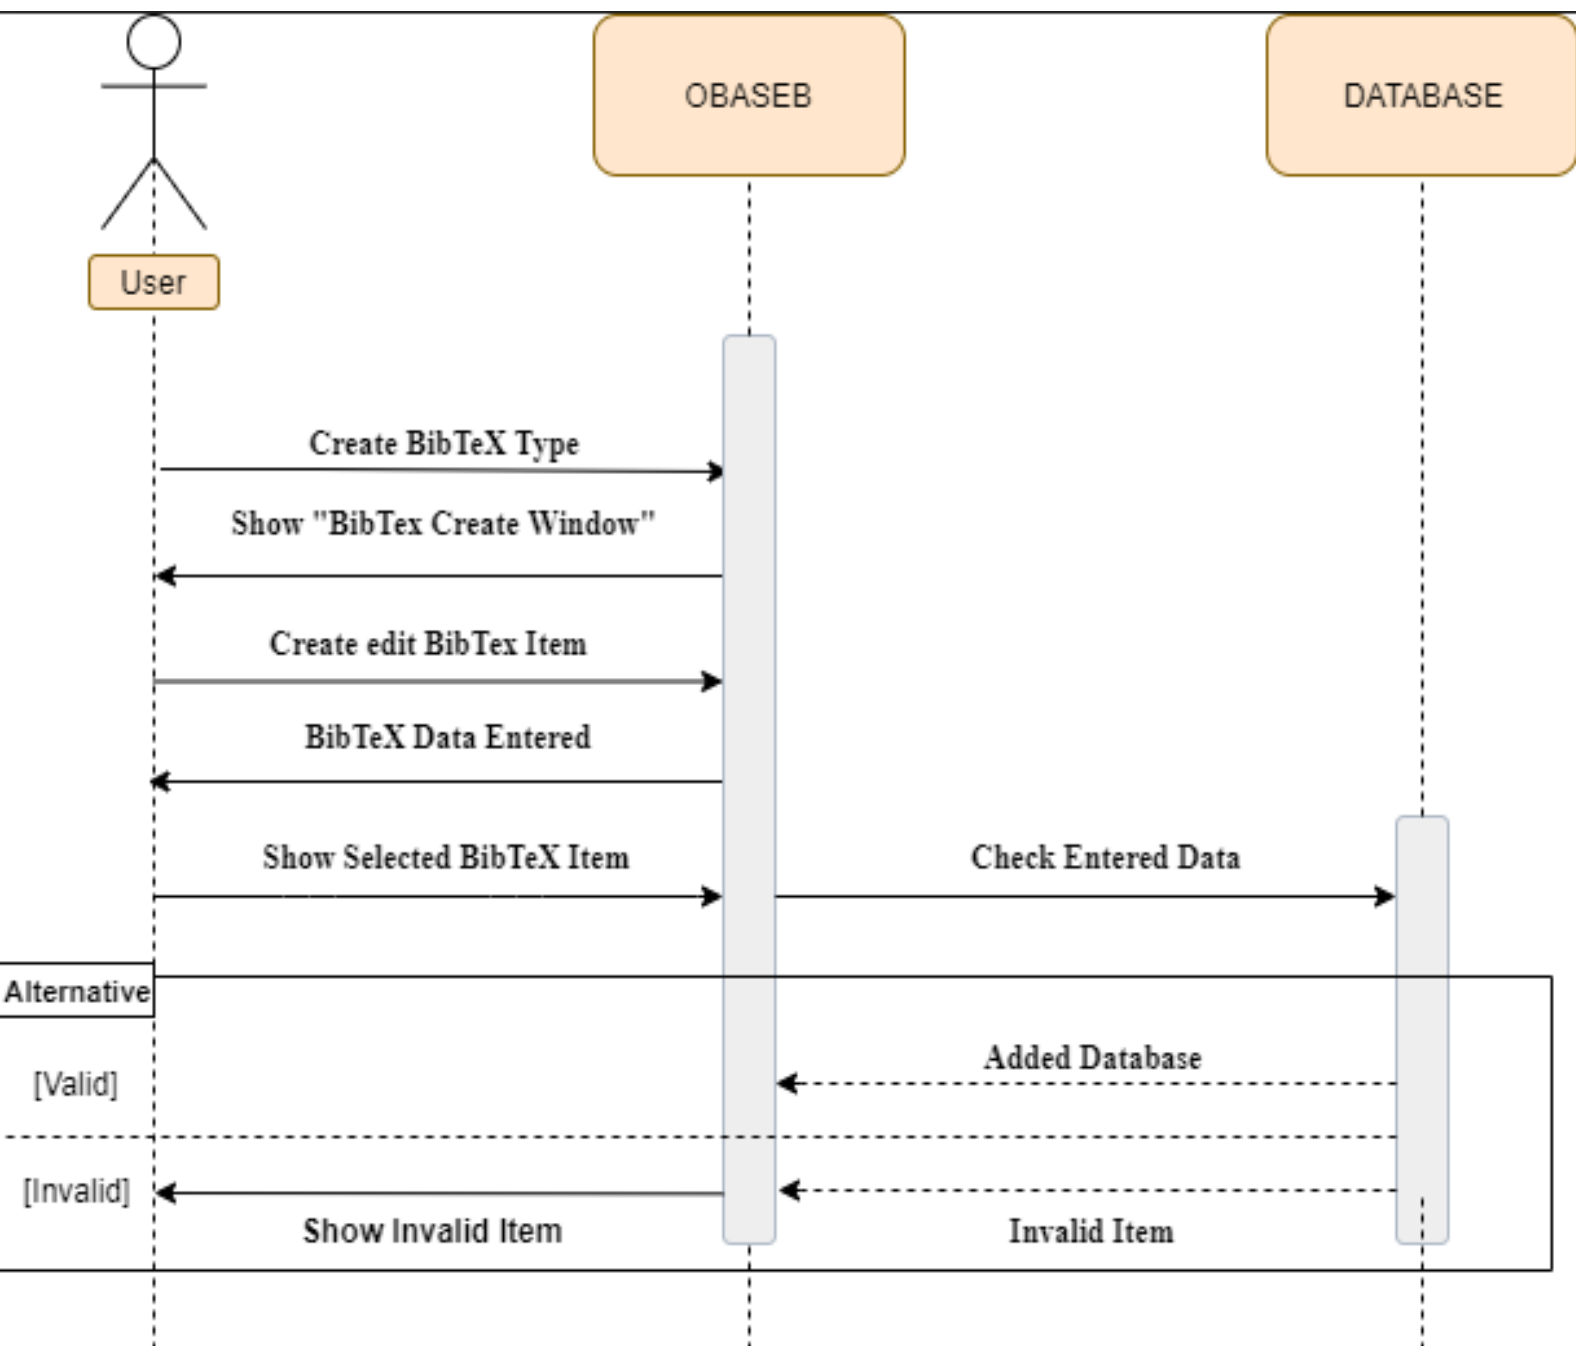 OBASEB
DATABASE
User
Create BibTeX Type
Show "BibTex Create Window"
Create edit BibTex Item
BibTeX Data Entered
Show Selected BibTeX Item
Check Entered Data
Alternative
Added Database
[Valid]
[Invalid]
Show Invalid Item
Invalid Item